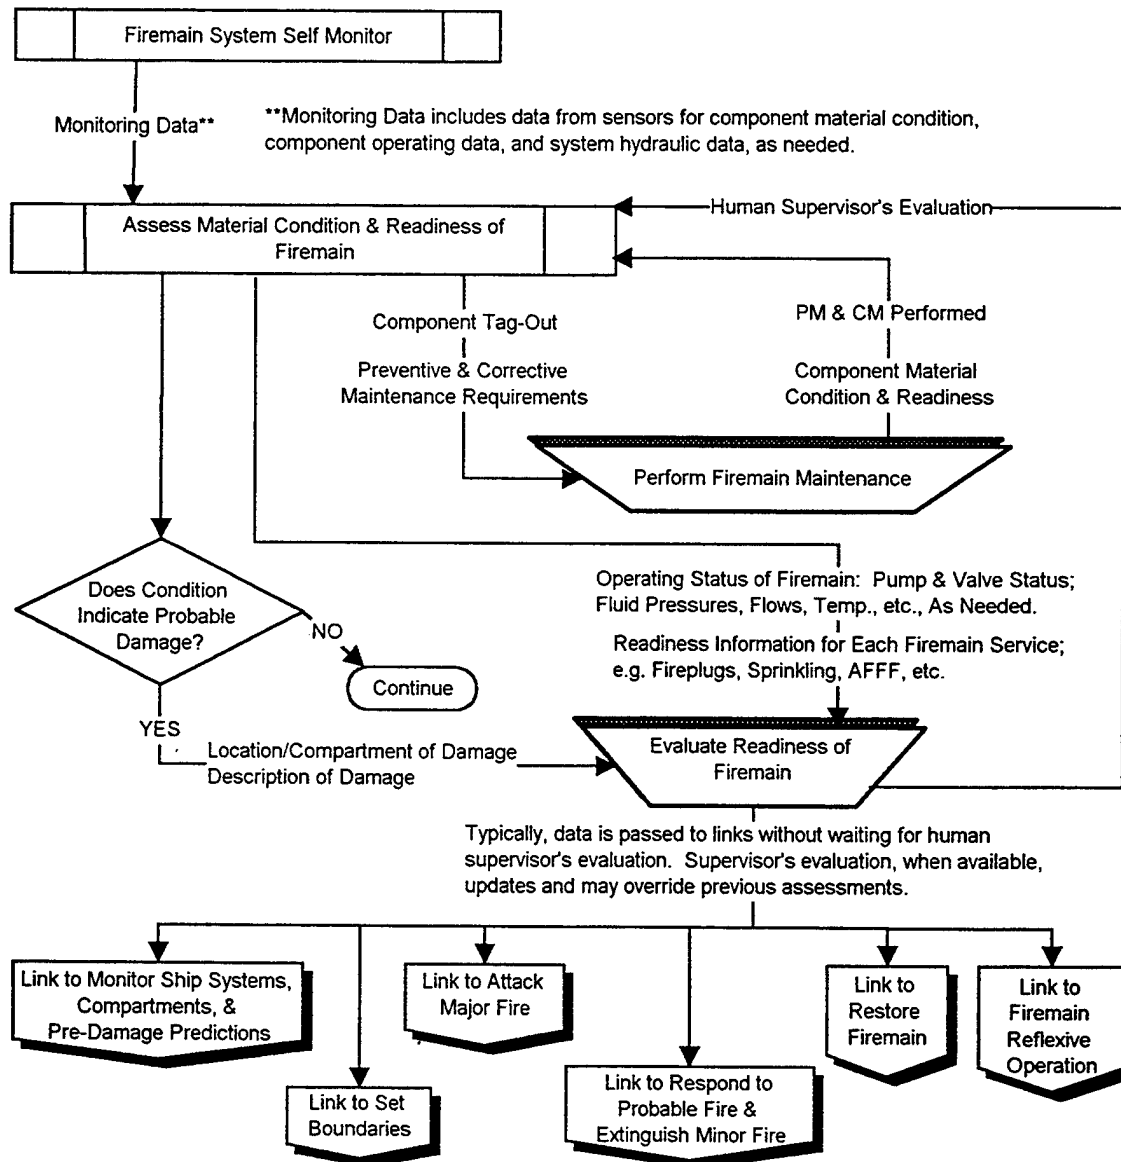 Firemain System Self Monitor
Monitoring Data**
**Monitoring Data includes data from sensors for component material condition,
component operating data, and system hydraulic data, as needed.
Human Supervisor's Evaluation
Assess Material Condition & Readiness of
Firemain
Component Tag-Out
Preventive & Corrective
Maintenance Requirements
PM & CM Performed
Component Material
Condition & Readiness
Perform Firemain Maintenance
Does Condition
Indicate Probable
Damage?
NO
Continue
YES
Operating Status of Firemain: Pump & Valve Status;
Fluid Pressures, Flows, Temp., etc., As Needed.
Readiness Information for Each Firemain Service;
e.g. Fireplugs, Sprinkling, AFFF, etc.
Location/Compartment of Damage
Description of Damage
Evaluate Readiness of
Firemain
Typically, data is passed to links without waiting for human
supervisor's evaluation. Supervisor's evaluation, when available,
updates and may override previous assessments.
Link to Monitor Ship Systems,
Compartments, &
Pre-Damage Predictions
Link to Set
Boundaries
Link to Attack
Major Fire
Link to Respond to
Probable Fire &
Extinguish Minor Fire
Link to
Restore
Firemain
Link to
Firemain
Reflexive
Operation